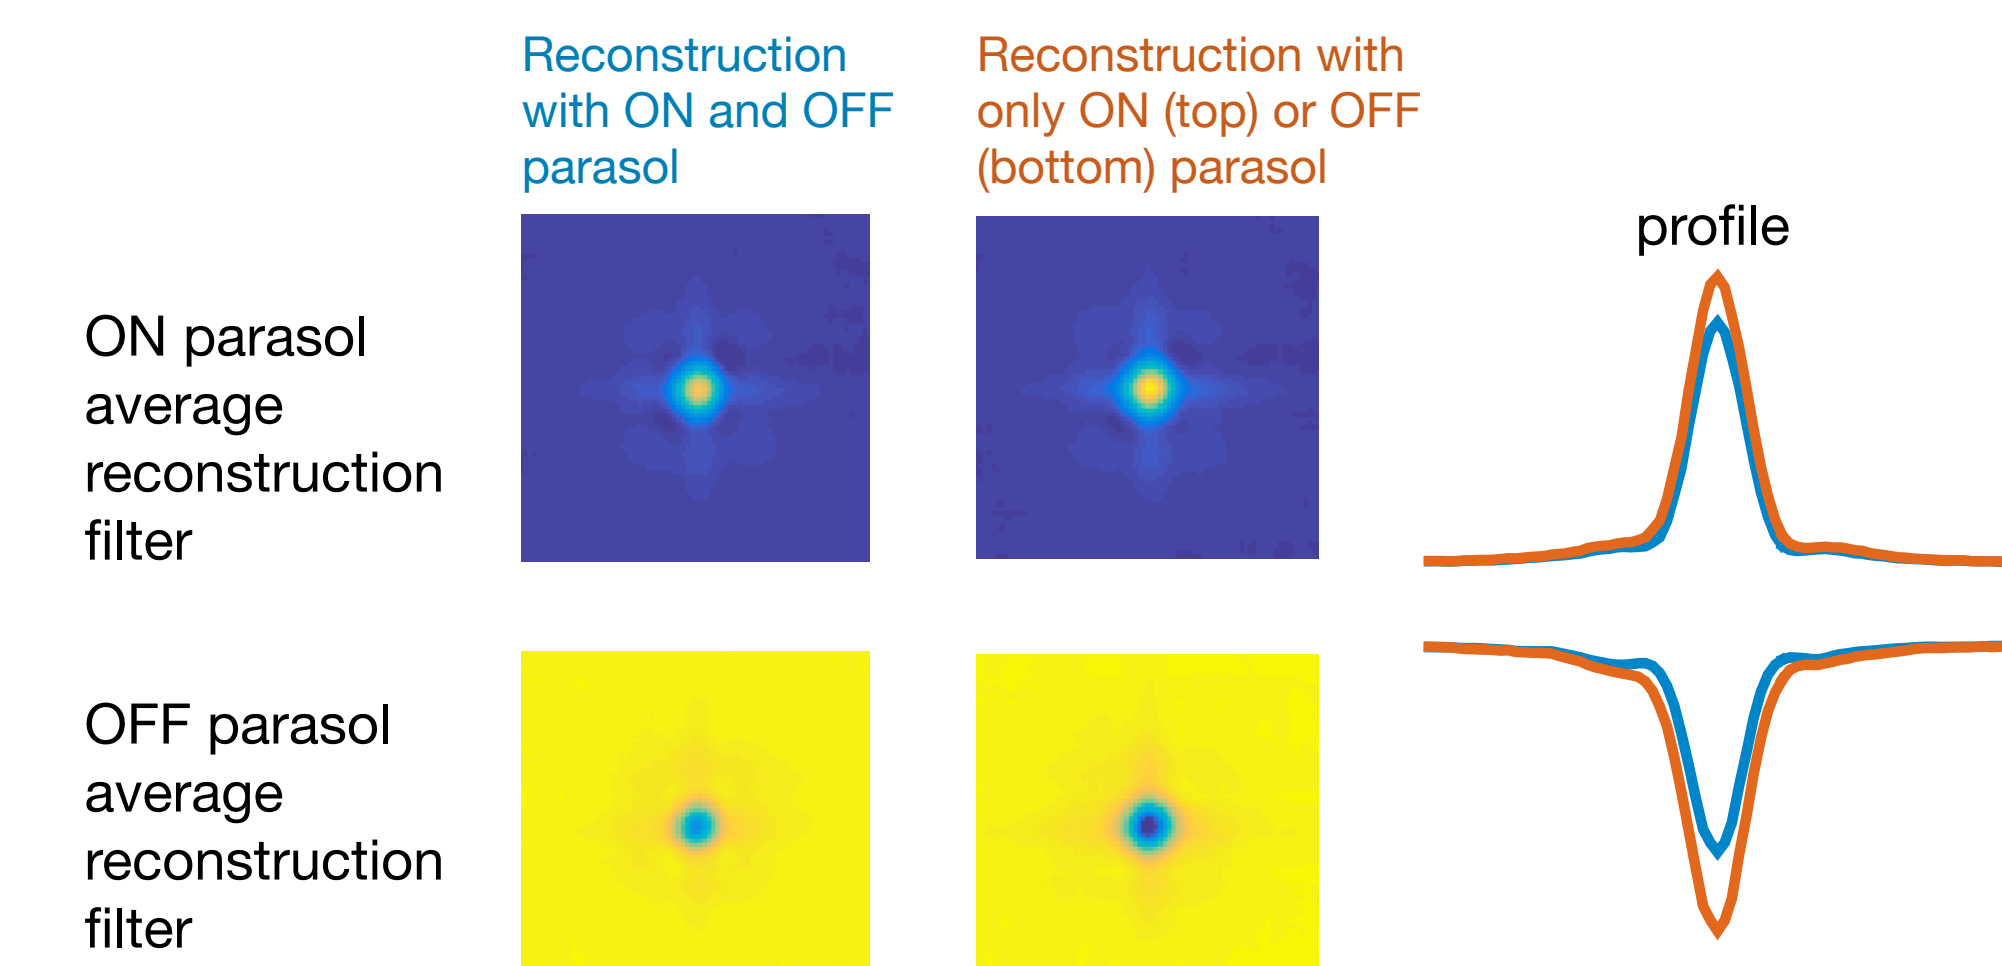 Reconstruction
with ON and OFF
parasol
Reconstruction with
only ON (top) or OFF
(bottom) parasol
profile
ON parasol
average
reconstruction
filter
OFF parasol
average
reconstruction
filter